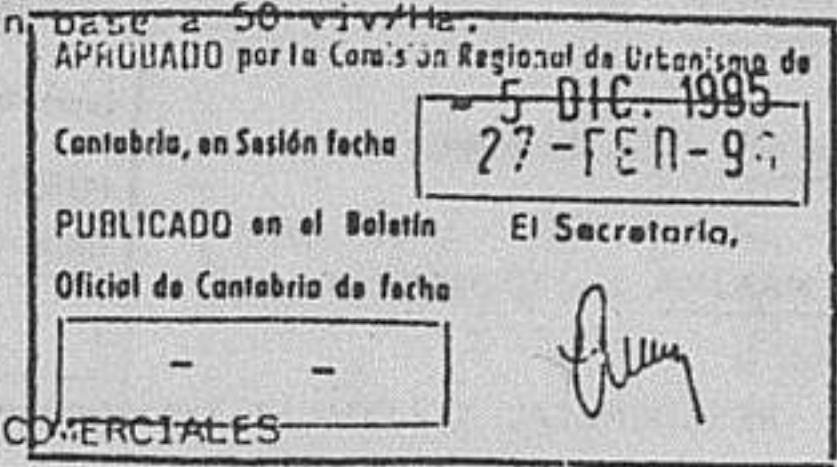 n base a 50 viv/Ha.
APROBADO por la Comisión Regional de Urbanismo de
- 5 DIC. 1995
Cantabria, en Sesión fecha
27-FEB-96
PUBLICADO en el Boletín El Secretario,
Oficial de Cantabria de fecha
- -
COMERCIALES